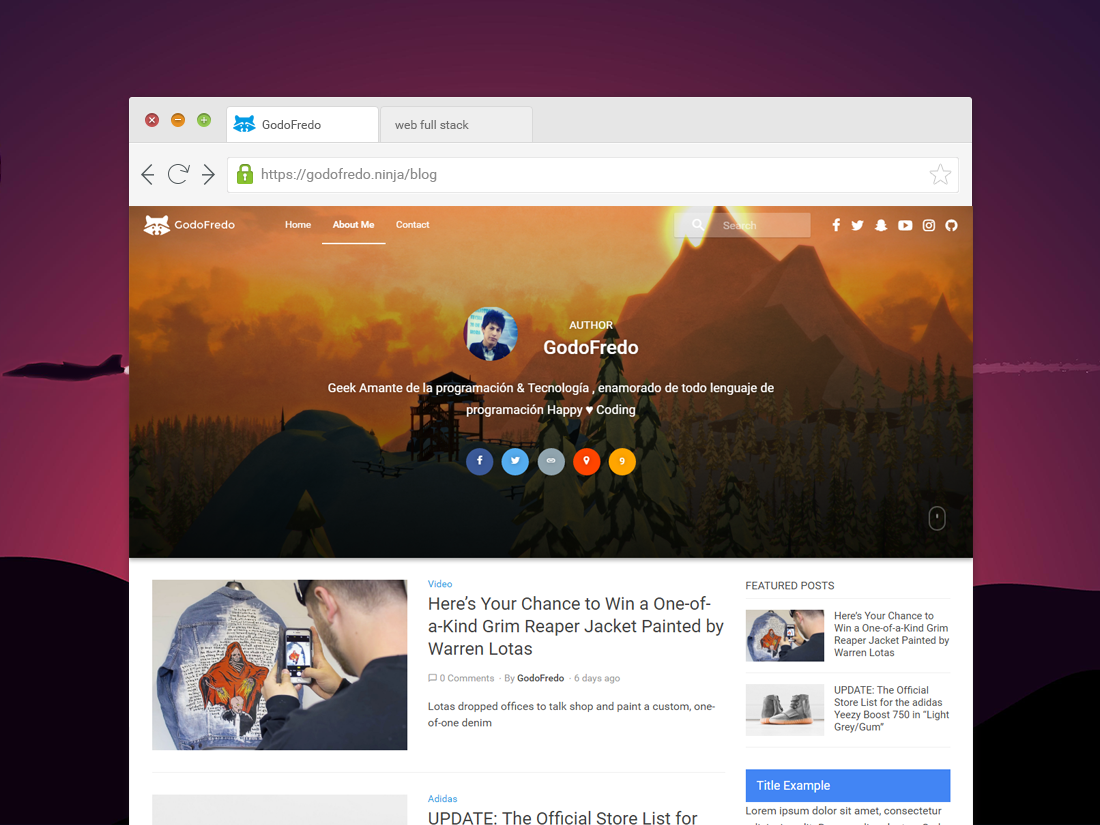 GodoFredo
web full stack
https://godofredo.ninja/blog
GodoFredo
Home
About Me
Contact
Search
AUTHOR
GodoFredo
Geek Amante de la programación & Tecnología , enamorado de todo lenguaje de
programación Happy ♥ Coding
9
Video
Here's Your Chance to Win a One-of-
a-Kind Grim Reaper Jacket Painted by
Warren Lotas
0 Comments · By GodoFredo · 6 days ago
Lotas dropped offices to talk shop and paint a custom, one-
of-one denim
Adidas
UPDATE: The Official Store List for
FEATURED POSTS
Here's Your Chance to
Win a One-of-a-Kind Grim
Reaper Jacket Painted by
Warren Lotas
UPDATE: The Official
Store List for the adidas
Yeezy Boost 750 in “Light
Grey/Gum”
Title Example
Lorem ipsum dolor sit amet, consectetur